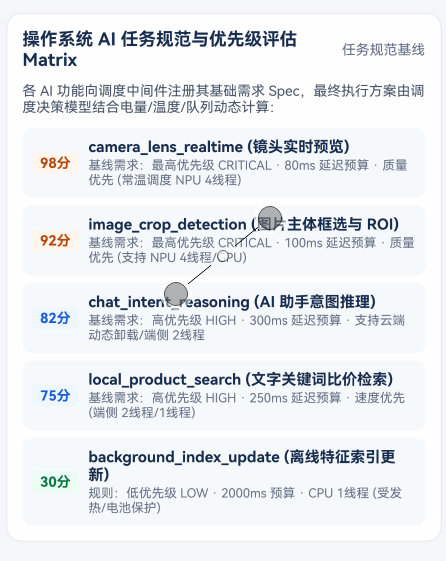 操作系统 AI 任务规范与优先级评估
Matrix
任务规范基线
各 AI 功能向调度中间件注册其基础需求 Spec，最终执行方案由调
度决策模型结合电量/温度/队列动态计算：
98分
camera_lens_realtime (镜头实时预览)
基线需求：最高优先级 CRITICAL · 80ms 延迟预算 · 质量
优先 (常温调度 NPU 4线程)
92分
image_crop_detection (图片主体框选与 ROI)
基线需求：最高优先级 CRITICAL · 100ms 延迟预算 · 质量
优先 (支持 NPU 4线程/GPU)
82分
chat_intent_reasoning (AI 助手意图推理)
基线需求：高优先级 HIGH · 300ms 延迟预算 · 支持云端
动态卸载/端侧 2线程
75分
local_product_search (文字关键词比价检索)
基线需求：高优先级 HIGH · 250ms 延迟预算 · 速度优先
(端侧 2线程/1线程)
30分
background_index_update (离线特征索引更
新)
规则：低优先级 LOW · 2000ms 预算 · CPU 1线程 (受发
热/电池保护)